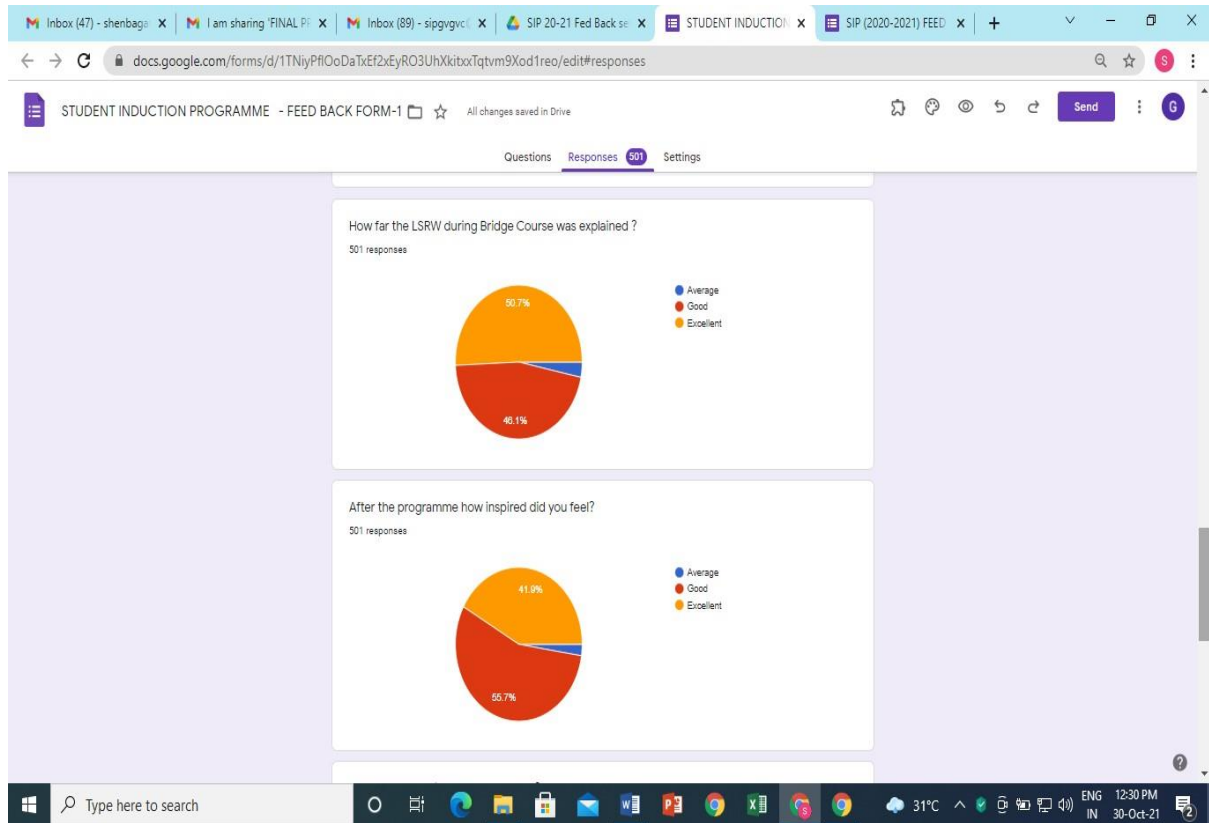 Inbox (47) - shenbaga
I am sharing 'FINAL PR
Inbox (89) - sipgvgvc@
SIP 20-21 Fed Back se
STUDENT INDUCTION
SIP (2020-2021) FEED
docs.google.com/forms/d/1TNiyPflOoDaTxEf2xEyRO3UhXkitxxTqtvm9Xod1reo/edit#responses
S
STUDENT INDUCTION PROGRAMME - FEED BACK FORM-1
All changes saved in Drive
Send
G
Questions Responses 501 Settings
How far the LSRW during Bridge Course was explained ?
501 responses
50.7%
46.1%
Average
Good
Excellent
After the programme how inspired did you feel?
501 responses
41.9%
55.7%
Average
Good
Excellent
Type here to search
31°C
ENG
IN
12:30 PM
30-Oct-21
2